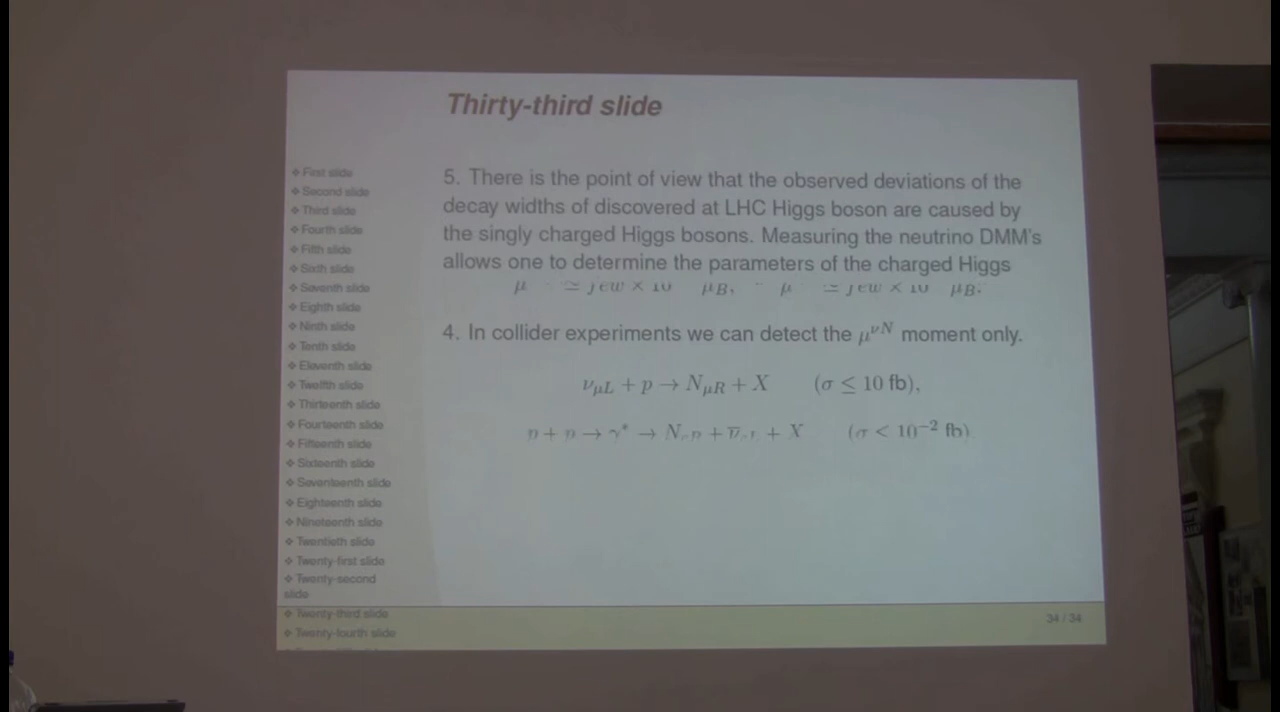 Thirty-third slide
❖ First slide
❖ Second slide
❖ Third slide
❖ Fourth slide
❖ Fifth slide
❖ Sixth slide
❖ Seventh slide
❖ Eighth slide
❖ Ninth slide
❖ Tenth slide
❖ Eleventh slide
❖ Twelfth slide
❖ Thirteenth slide
❖ Fourteenth slide
❖ Fifteenth slide
❖ Sixteenth slide
❖ Seventeenth slide
❖ Eighteenth slide
❖ Nineteenth slide
❖ Twentieth slide
❖ Twenty-first slide
❖ Twenty-second
slide
❖ Twenty-third slide
❖ Twenty-fourth slide
5. There is the point of view that the observed deviations of the
decay widths of discovered at LHC Higgs boson are caused by
the singly charged Higgs bosons. Measuring the neutrino DMM's
allows one to determine the parameters of the charged Higgs
μ ≃ few × 10 μ_B, μ ≃ few × 10 μ_B.
4. In collider experiments we can detect the μ^{νN} moment only.
ν_{μL} + p → N_{μR} + X (σ ≤ 10 fb),
→ γ* → + X (σ < 10^{−2} fb)
34 / 34